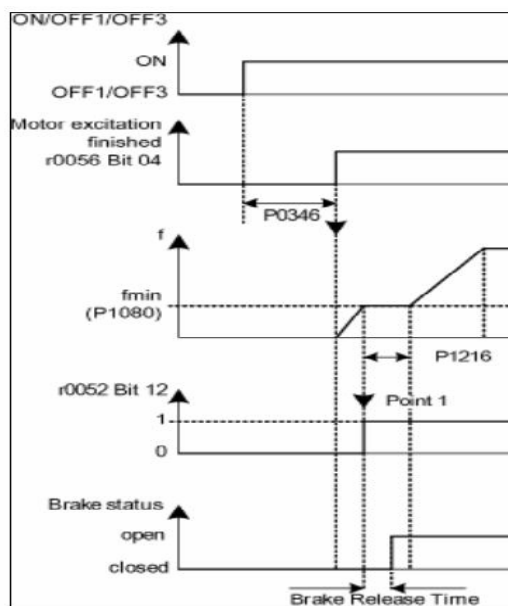 ON/OFF1/OFF3
ON
OFF1/OFF3
Motor excitation
finished
r0056 Bit 04
P0346
f
fmin
(P1080)
P1216
r0052 Bit 12
Point 1
1
0
Brake status
open
closed
Brake Release Time